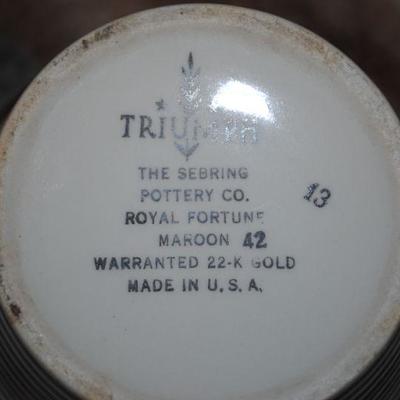 TRIUMPH
THE SEBRING
POTTERY CO.
13
ROYAL FORTUNE
MAROON 42
WARRANTED 22-K GOLD
MADE IN U.S.A.